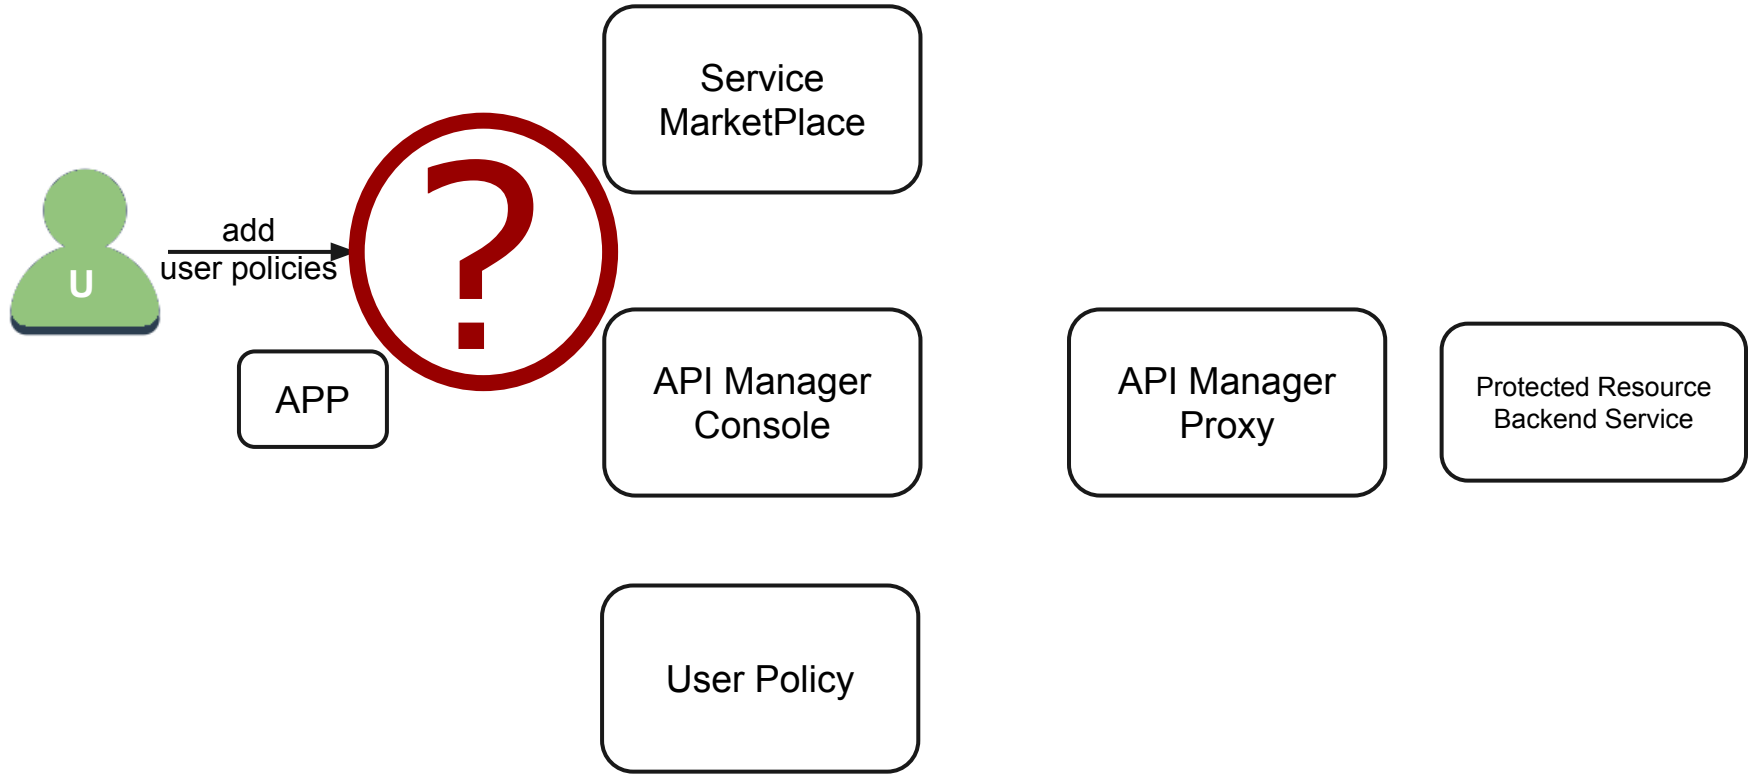 Service
MarketPlace
add
user policies
U
?
APP
API Manager
Console
API Manager
Proxy
Protected Resource
Backend Service
User Policy